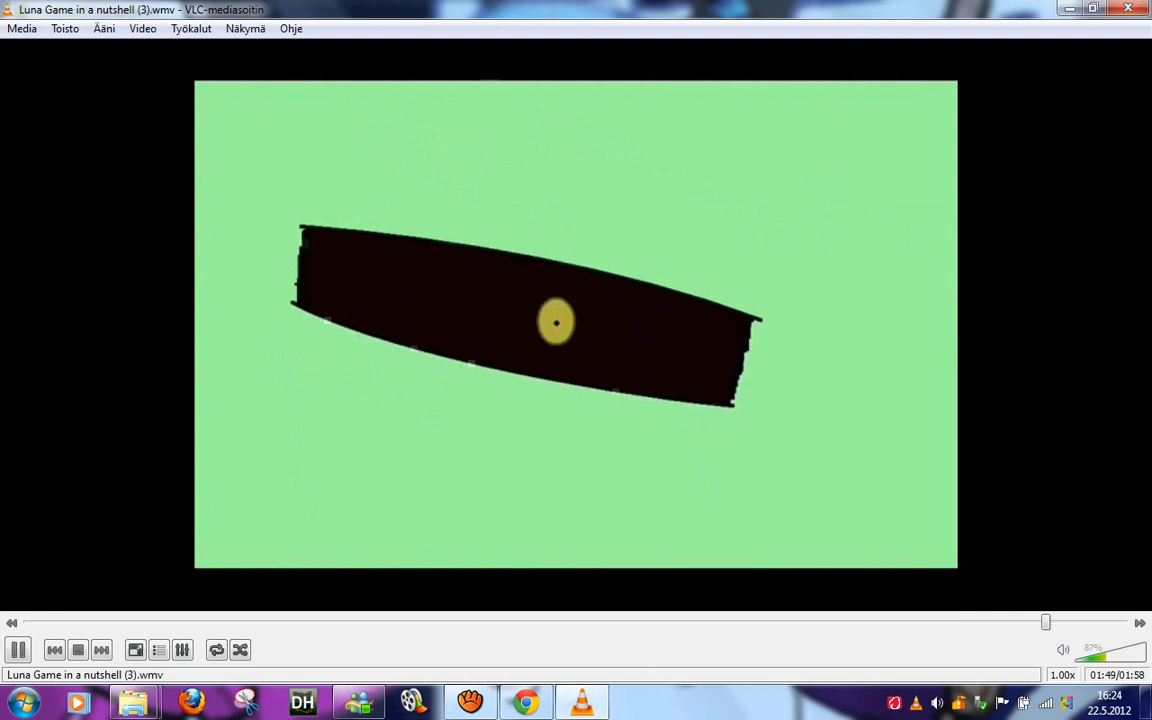 Luna Game in a nutshell (3).wmv - VLC-mediasoitin
Media Toisto Ääni Video Työkalut Näkymä Ohje
87%
Luna Game in a nutshell (3).wmv 1.00x 01:49/01:58
DH
16:24
22.5.2012